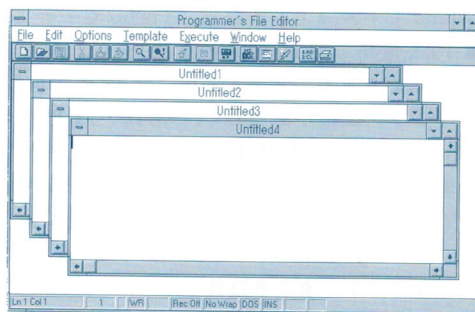 Programmer's File Editor
File Edit Options Template Execute Window Help
Untitled1
Untitled2
Untitled3
Untitled4
Ln 1 Col 1 1 WR Rec Off No Wrap DOS INS